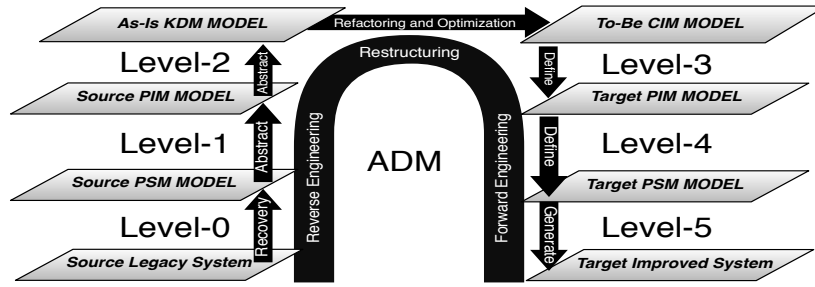 As-Is KDM MODEL
Refactoring and Optimization
To-Be CIM MODEL
Restructuring
Level-2
Abstract
Define
Level-3
Source PIM MODEL
Target PIM MODEL
Level-1
Abstract
Reverse Engineering
ADM
Forward Engineering
Define
Level-4
Source PSM MODEL
Target PSM MODEL
Level-0
Recovery
Generate
Level-5
Source Legacy System
Target Improved System